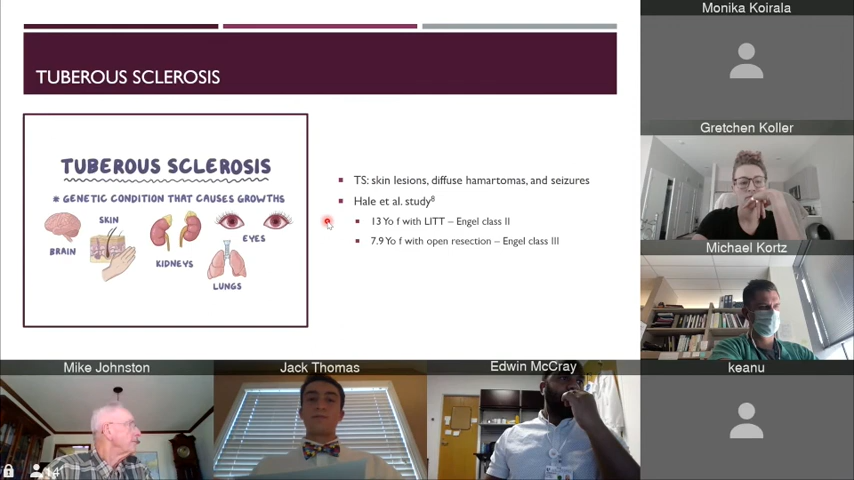 TUBEROUS SCLEROSIS
TUBEROUS SCLEROSIS
* GENETIC CONDITION THAT CAUSES GROWTHS
SKIN
BRAIN
KIDNEYS
EYES
LUNGS
TS: skin lesions, diffuse hamartomas, and seizures
Hale et al. study8
13 Yo f with LITT – Engel class II
7.9 Yo f with open resection – Engel class III
Monika Koirala
Gretchen Koller
Michael Kortz
Mike Johnston
Jack Thomas
Edwin McCray
keanu
14